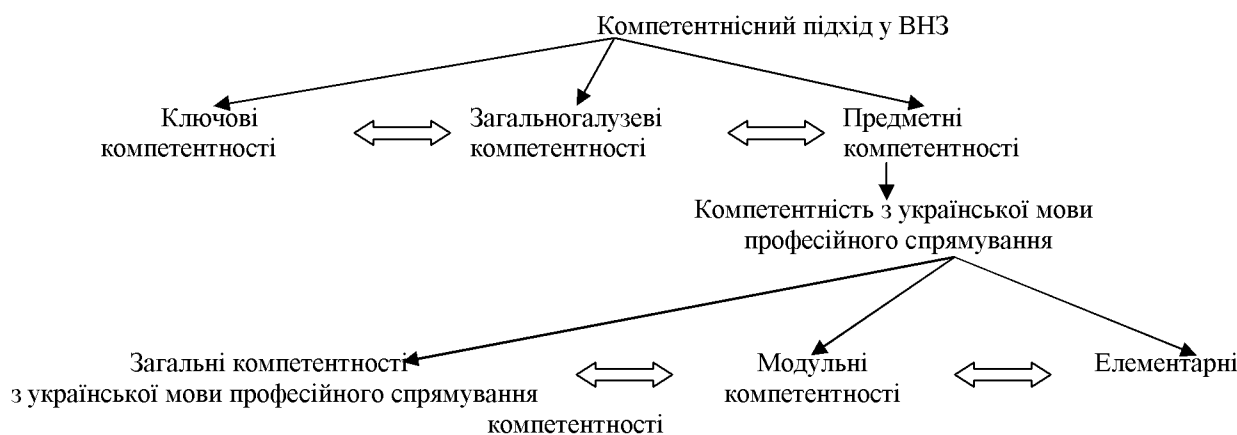 Компетентнісний підхід у ВНЗ
Ключові
компетентності
Загальногалузеві
компетентності
Предметні
компетентності
Компетентність з української мови
професійного спрямування
Загальні компетентності
з української мови професійного спрямування
Модульні
компетентності
Елементарні
компетентності